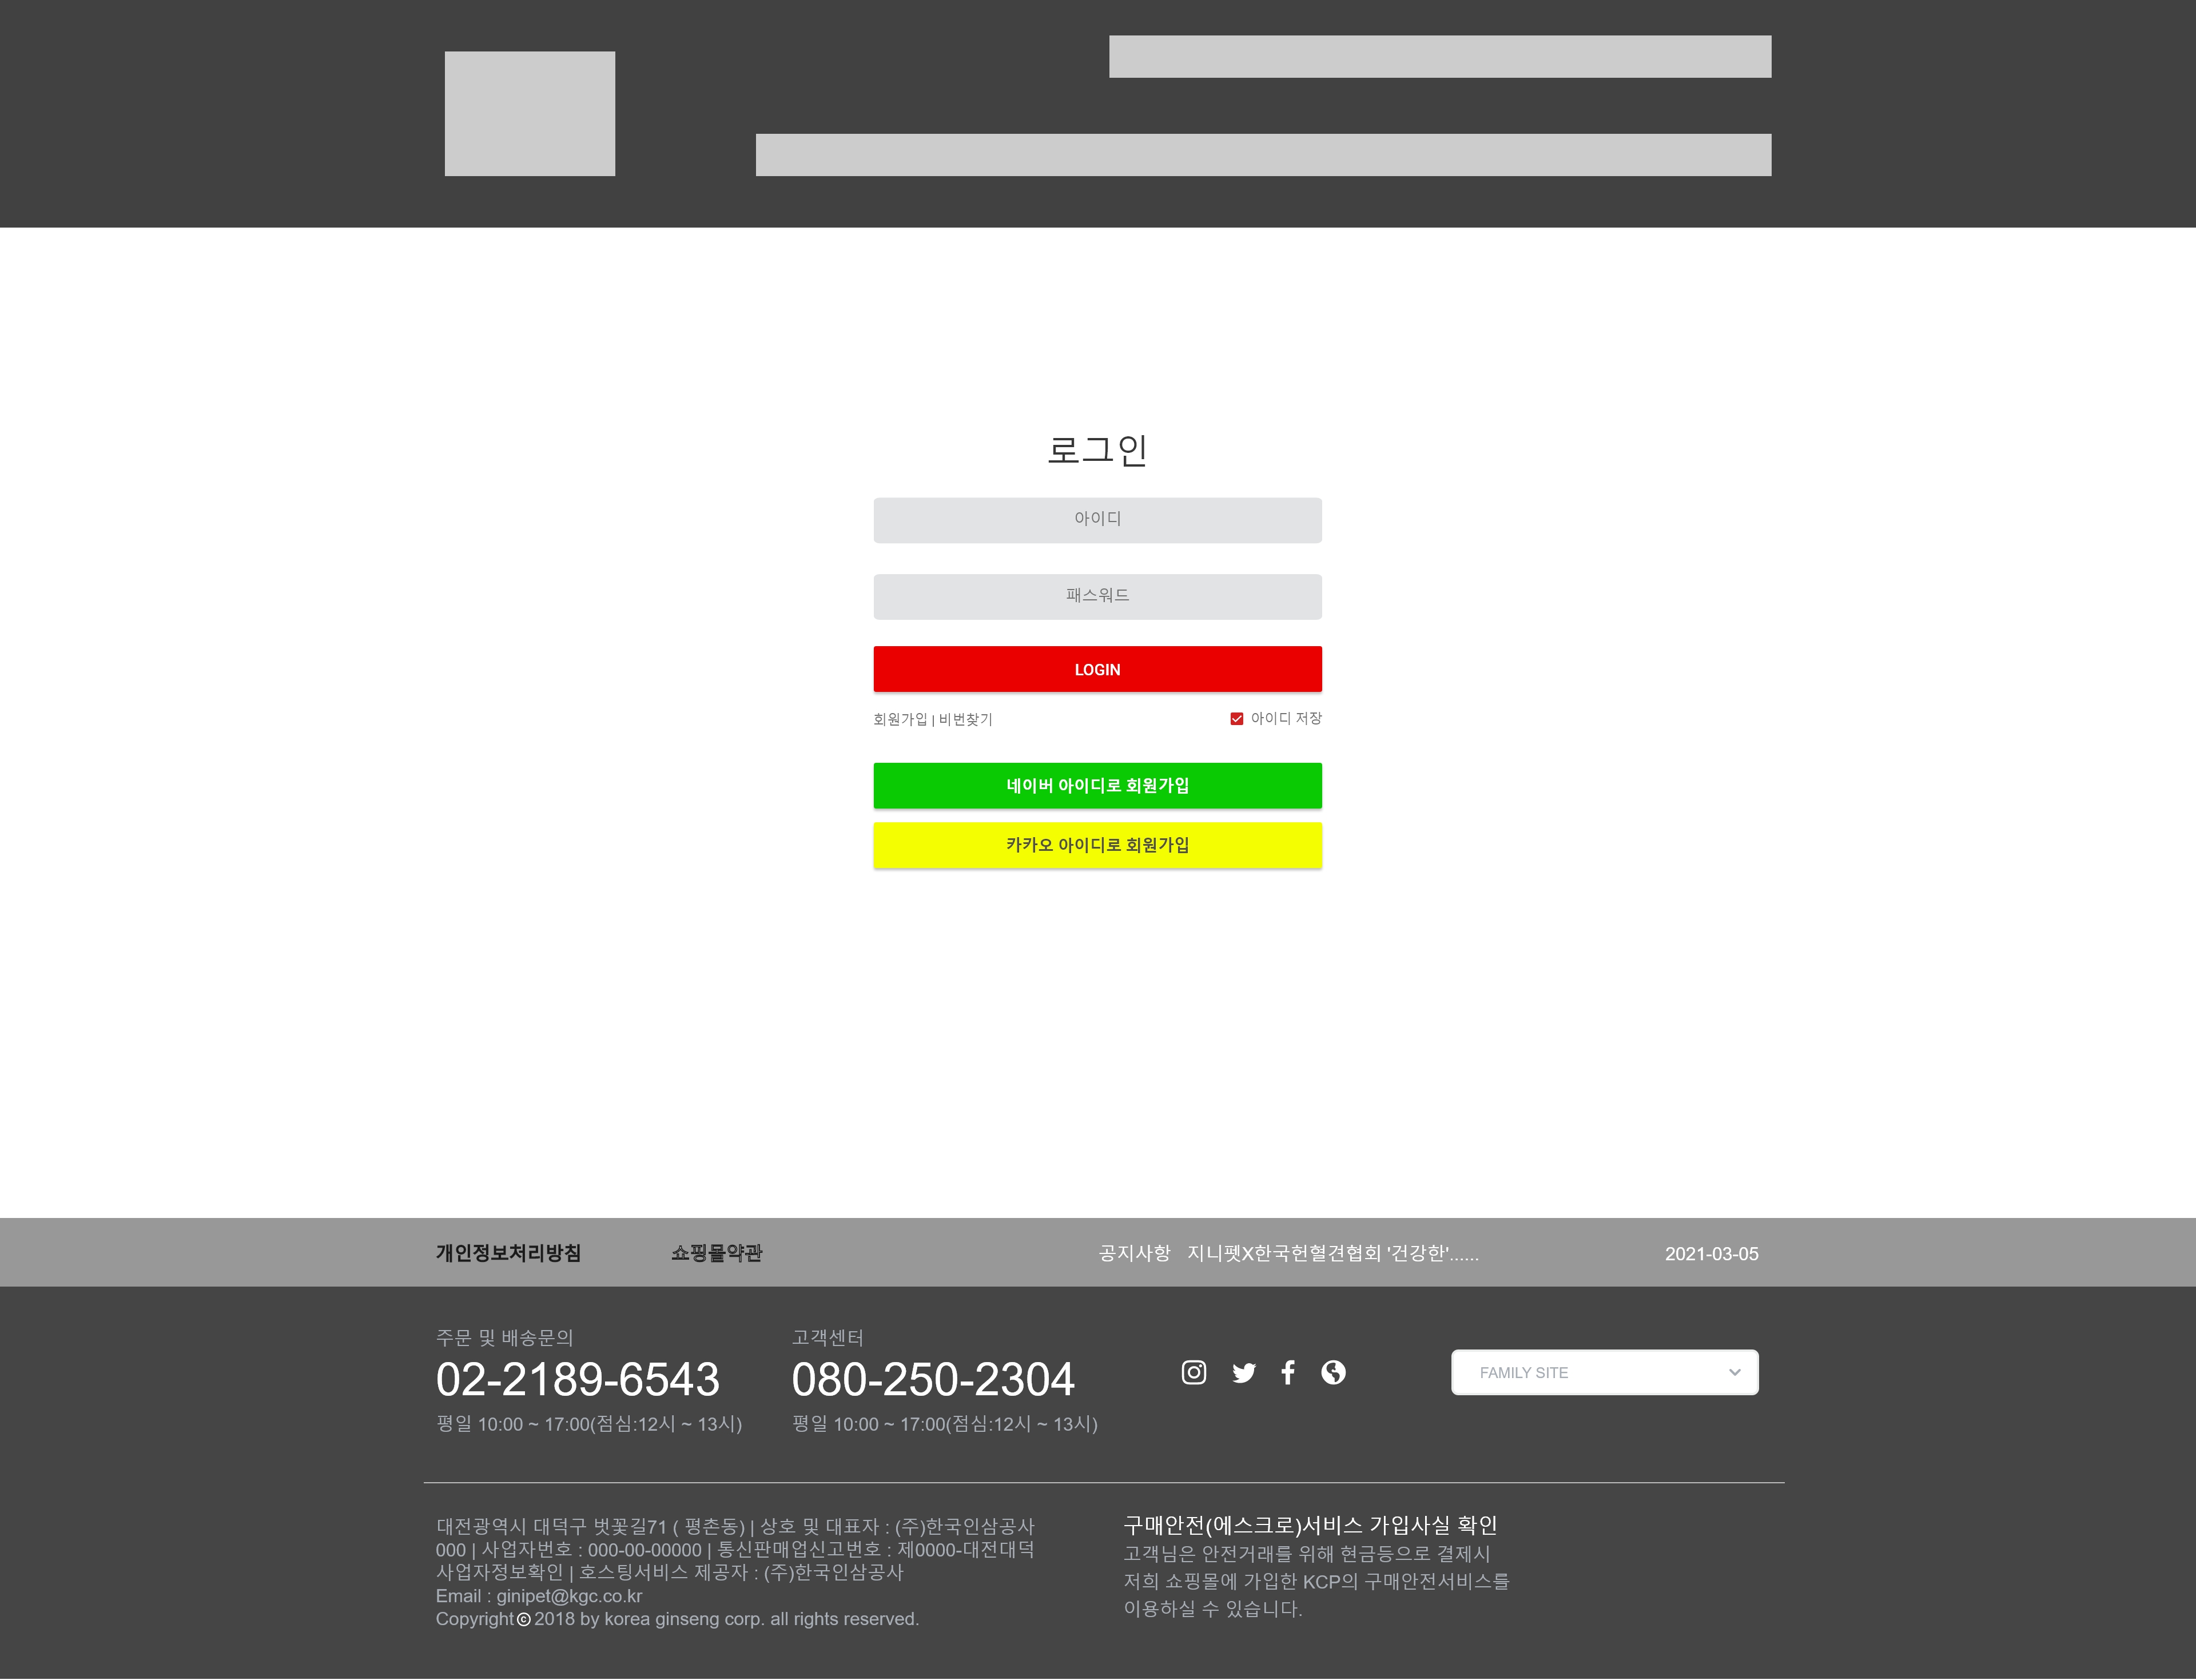 로그인
아이디
패스워드
LOGIN
회원가입 | 비번찾기
아이디 저장
네이버 아이디로 회원가입
카카오 아이디로 회원가입
개인정보처리방침
쇼핑몰약관
공지사항 지니펫X한국헌혈견협회 '건강한'......
2021-03-05
주문 및 배송문의
02-2189-6543
평일 10:00 ~ 17:00(점심:12시 ~ 13시)
고객센터
080-250-2304
평일 10:00 ~ 17:00(점심:12시 ~ 13시)
FAMILY SITE
대전광역시 대덕구 벗꽃길71 ( 평촌동) | 상호 및 대표자 : (주)한국인삼공사
000 | 사업자번호 : 000-00-00000 | 통신판매업신고번호 : 제0000-대전대덕
사업자정보확인 | 호스팅서비스 제공자 : (주)한국인삼공사
Email : ginipet@kgc.co.kr
Copyright © 2018 by korea ginseng corp. all rights reserved.
구매안전(에스크로)서비스 가입사실 확인
고객님은 안전거래를 위해 현금등으로 결제시
저희 쇼핑몰에 가입한 KCP의 구매안전서비스를
이용하실 수 있습니다.